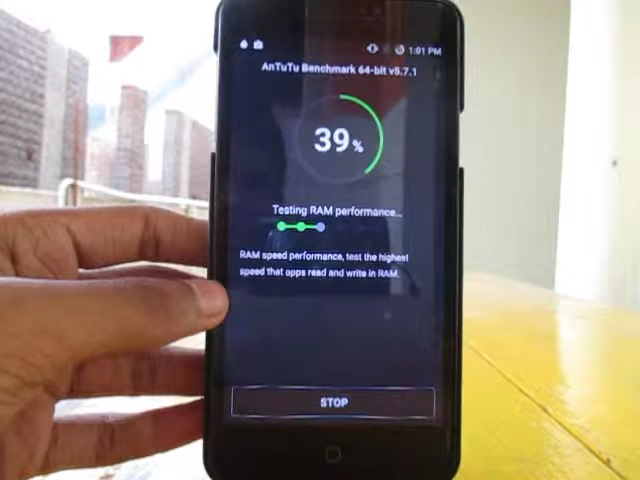 1:01 PM
AnTuTu Benchmark 64-bit v5.7.1
39%
Testing RAM performance...
RAM speed performance, test the highest
speed that apps read and write in RAM.
STOP